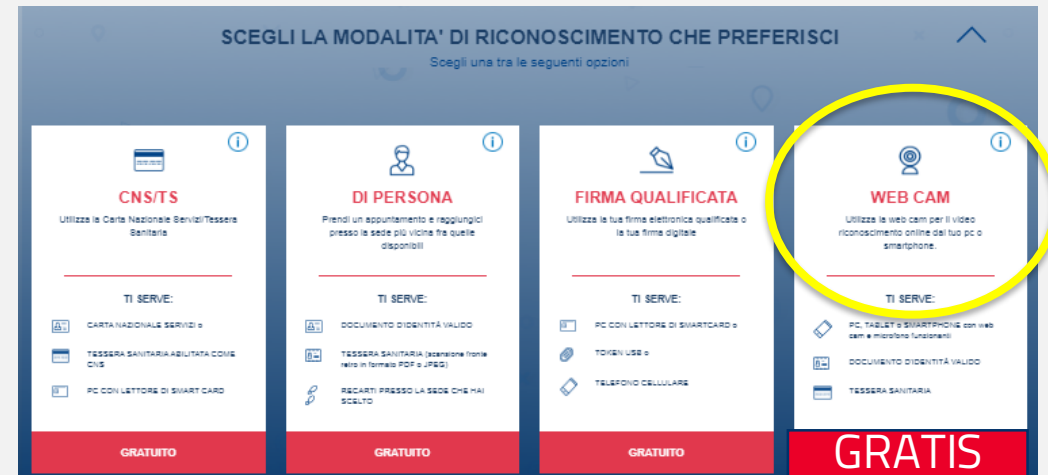 SCEGLI LA MODALITA' DI RICONOSCIMENTO CHE PREFERISCI
Scegli una tra le seguenti opzioni
CNS/TS
Utilizza la Carta Nazionale Servizi/Tessera
Sanitaria
TI SERVE:
CARTA NAZIONALE SERVIZI o
TESSERA SANITARIA ABILITATA COME
CNS
PC CON LETTORE DI SMART CARD
GRATUITO
DI PERSONA
Prendi un appuntamento e raggiungici
presso la sede più vicina fra quelle
disponibili
TI SERVE:
DOCUMENTO D'IDENTITÀ VALIDO
TESSERA SANITARIA (scansione fronte
retro in formato PDF o JPEG)
RECARTI PRESSO LA SEDE CHE HAI
SCELTO
GRATUITO
FIRMA QUALIFICATA
Utilizza la tua firma elettronica qualificata o
la tua firma digitale
TI SERVE:
PC CON LETTORE DI SMARTCARD o
TOKEN USB o
TELEFONO CELLULARE
GRATUITO
WEB CAM
Utilizza la web cam per il video
riconoscimento online dal tuo pc o
smartphone.
TI SERVE:
PC, TABLET o SMARTPHONE con web
cam e microfono funzionanti
DOCUMENTO D'IDENTITÀ VALIDO
TESSERA SANITARIA
GRATIS